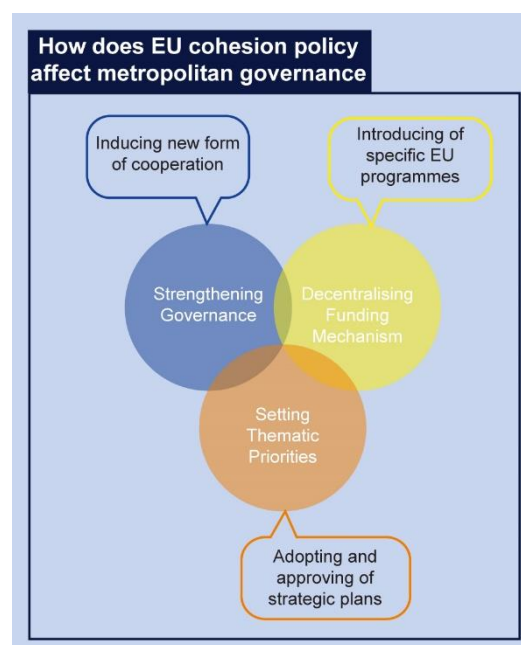 How does EU cohesion policy
affect metropolitan governance
Inducing new form
of cooperation
Introducing of
specific EU
programmes
Strengthening
Governance
Decentralising
Funding
Mechanism
Setting
Thematic
Priorities
Adopting and
approving of
strategic plans